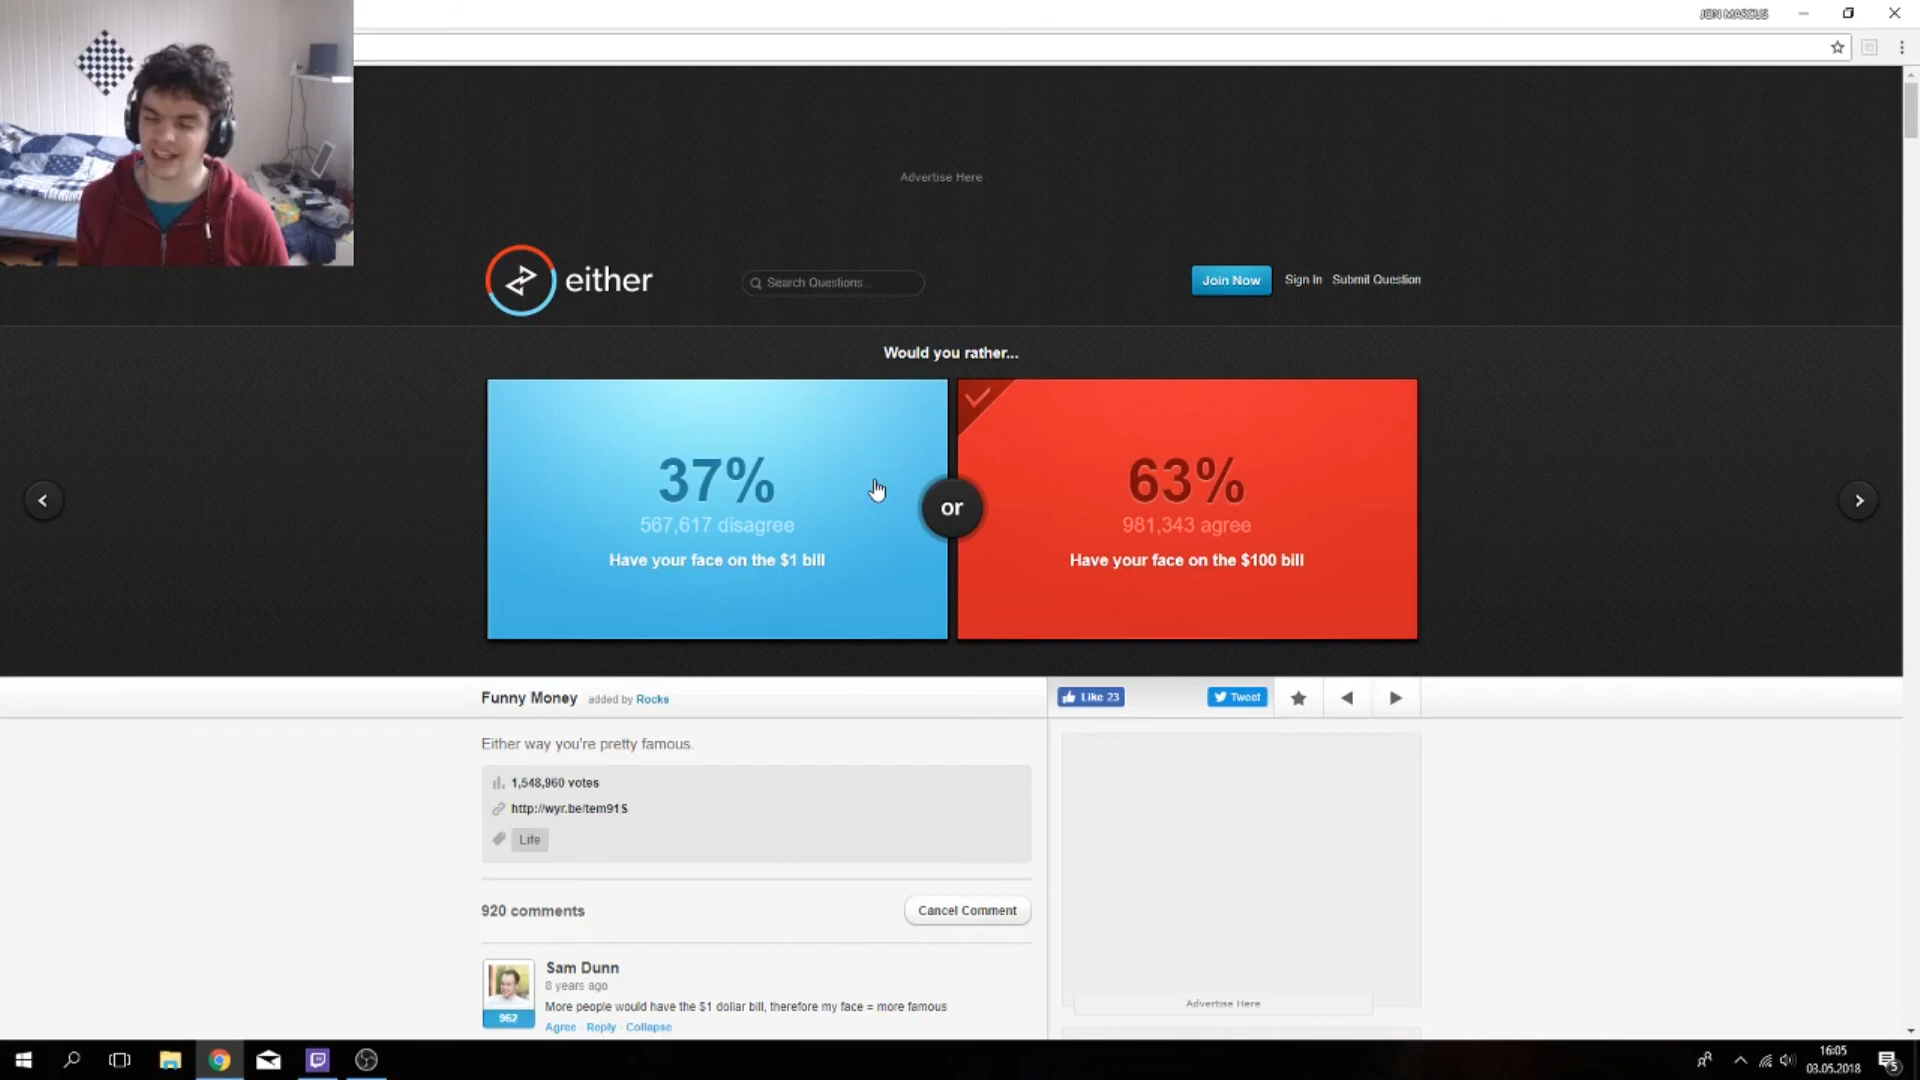 JON MARCUS
Advertise Here
either
Search Questions...
Join Now
Sign In
Submit Question
Would you rather...
37%
567,617 disagree
Have your face on the $1 bill
or
63%
981,343 agree
Have your face on the $100 bill
Funny Money added by Rocks
Like 23
Tweet
Either way you're pretty famous.
1,548,960 votes
http://wyr.be/tem91S
Life
920 comments
Cancel Comment
Sam Dunn
8 years ago
More people would have the $1 dollar bill, therefore my face = more famous
962
Agree · Reply · Collapse
Advertise Here
16:05
03.05.2018
5